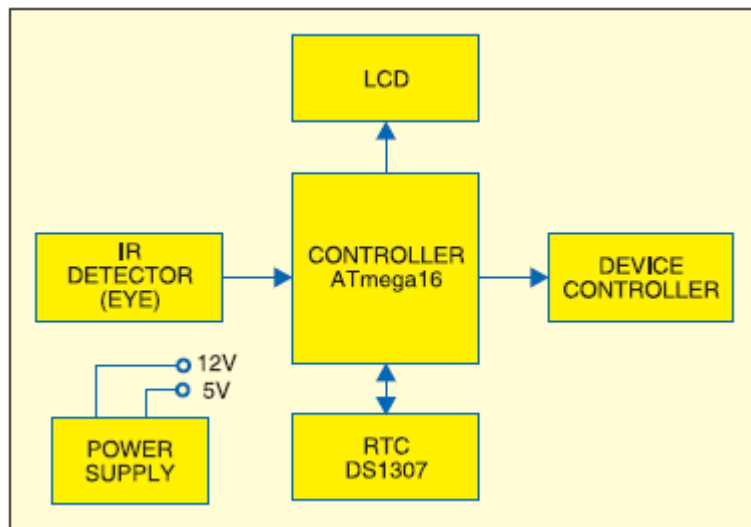 LCD
IR
DETECTOR
(EYE)
CONTROLLER
ATmega16
DEVICE
CONTROLLER
12V
5V
POWER
SUPPLY
RTC
DS1307